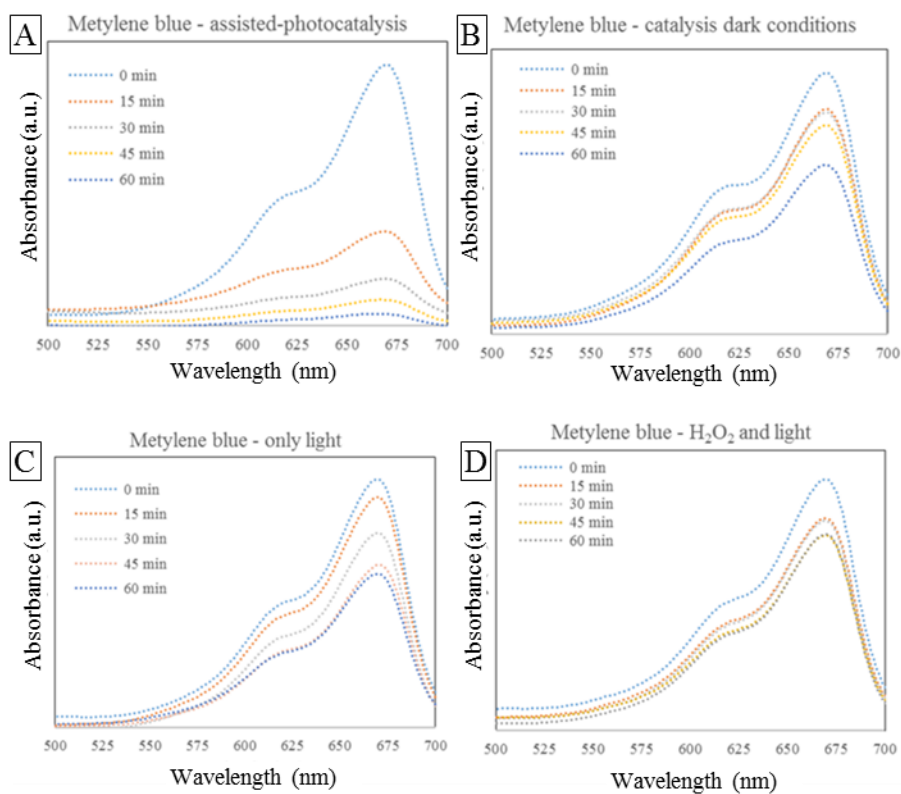 A
Metylene blue - assisted-photocatalysis
0 min
15 min
30 min
45 min
60 min
Absorbance (a.u.)
500 525 550 575 600 625 650 675 700
Wavelength (nm)
B
Metylene blue - catalysis dark conditions
0 min
15 min
30 min
45 min
60 min
Absorbance (a.u.)
500 525 550 575 600 625 650 675 700
Wavelength (nm)
C
Metylene blue - only light
0 min
15 min
30 min
45 min
60 min
Absorbance (a.u.)
500 525 550 575 600 625 650 675 700
Wavelength (nm)
D
Metylene blue - H₂O₂ and light
0 min
15 min
30 min
45 min
60 min
Absorbance (a.u.)
500 525 550 575 600 625 650 675 700
Wavelength (nm)